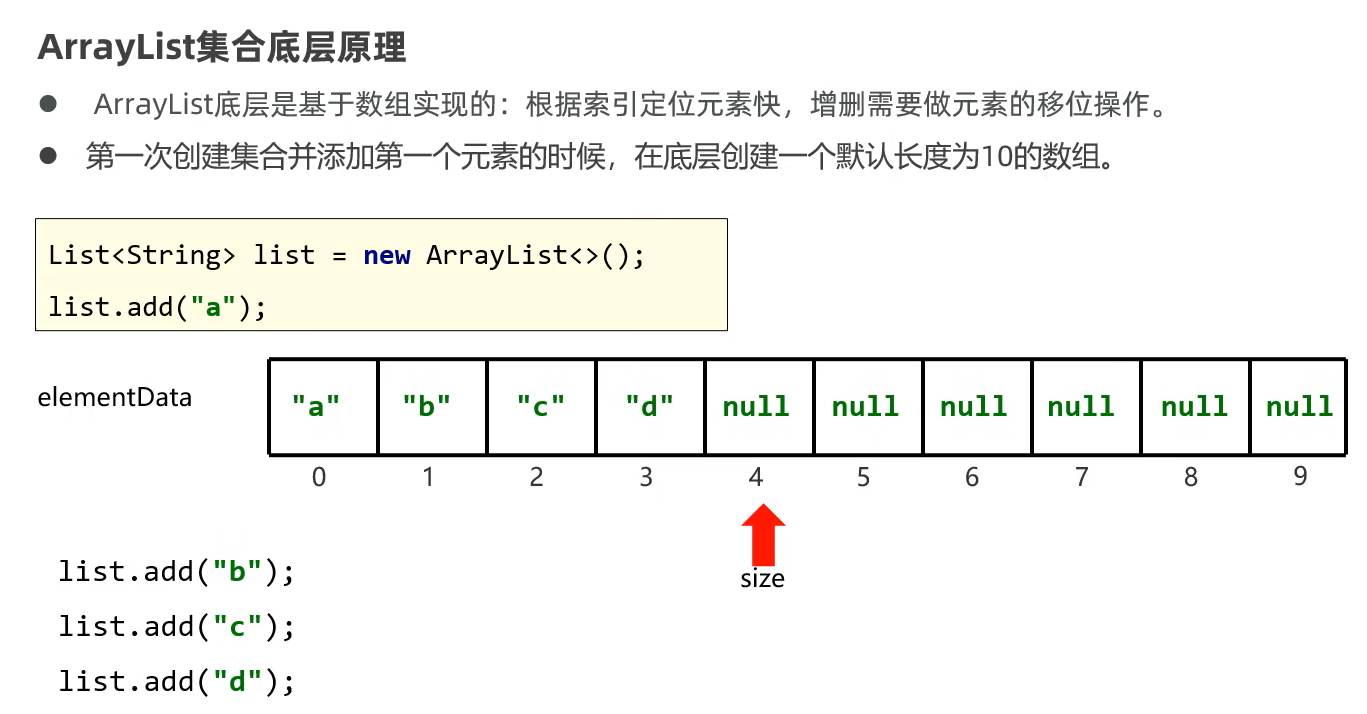 ArrayList集合底层原理
● ArrayList底层是基于数组实现的：根据索引定位元素快，增删需要做元素的移位操作。
● 第一次创建集合并添加第一个元素的时候，在底层创建一个默认长度为10的数组。
List<String> list = new ArrayList<>();
list.add("a");
elementData "a" "b" "c" "d" null null null null null null
0 1 2 3 4 5 6 7 8 9
size
list.add("b");
list.add("c");
list.add("d");